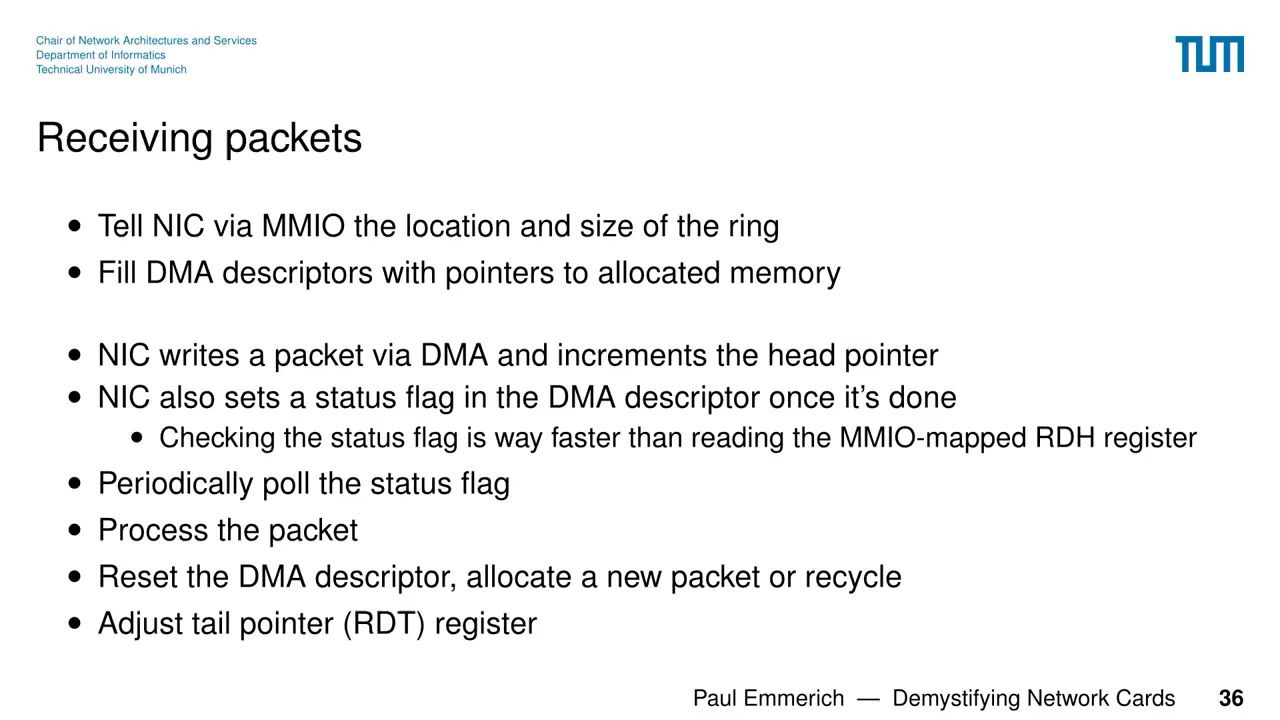 Chair of Network Architectures and Services
Department of Informatics
Technical University of Munich
TUM
Receiving packets
• Tell NIC via MMIO the location and size of the ring
• Fill DMA descriptors with pointers to allocated memory
• NIC writes a packet via DMA and increments the head pointer
• NIC also sets a status flag in the DMA descriptor once it's done
• Checking the status flag is way faster than reading the MMIO-mapped RDH register
• Periodically poll the status flag
• Process the packet
• Reset the DMA descriptor, allocate a new packet or recycle
• Adjust tail pointer (RDT) register
Paul Emmerich — Demystifying Network Cards 36